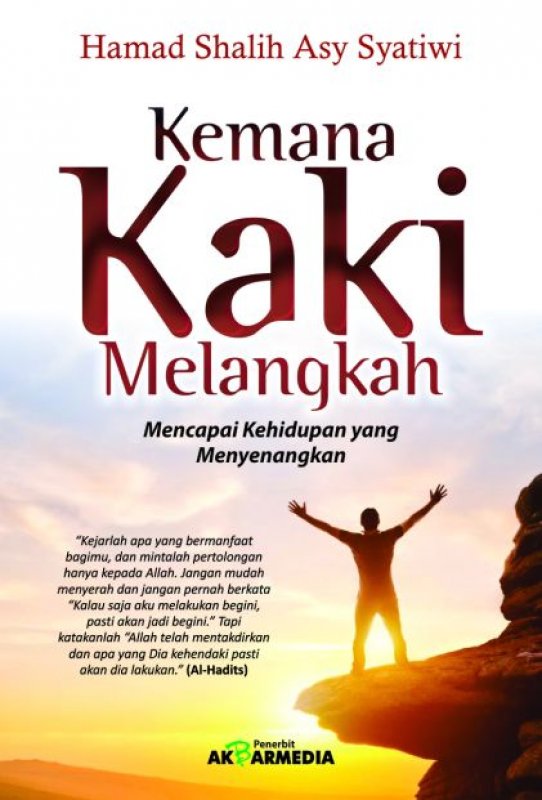 Hamad Shalih Asy Syatiwi
Kemana
Kaki
Melangkah
Mencapai Kehidupan yang
Menyenangkan
“Kejarlah apa yang bermanfaat
bagimu, dan mintalah pertolongan
hanya kepada Allah. Jangan mudah
menyerah dan jangan pernah berkata
“Kalau saja aku melakukan begini,
pasti akan jadi begini.” Tapi
katakanlah “Allah telah mentakdirkan
dan apa yang Dia kehendaki pasti
akan dia lakukan.” (Al-Hadits)
Penerbit
AKBARMEDIA